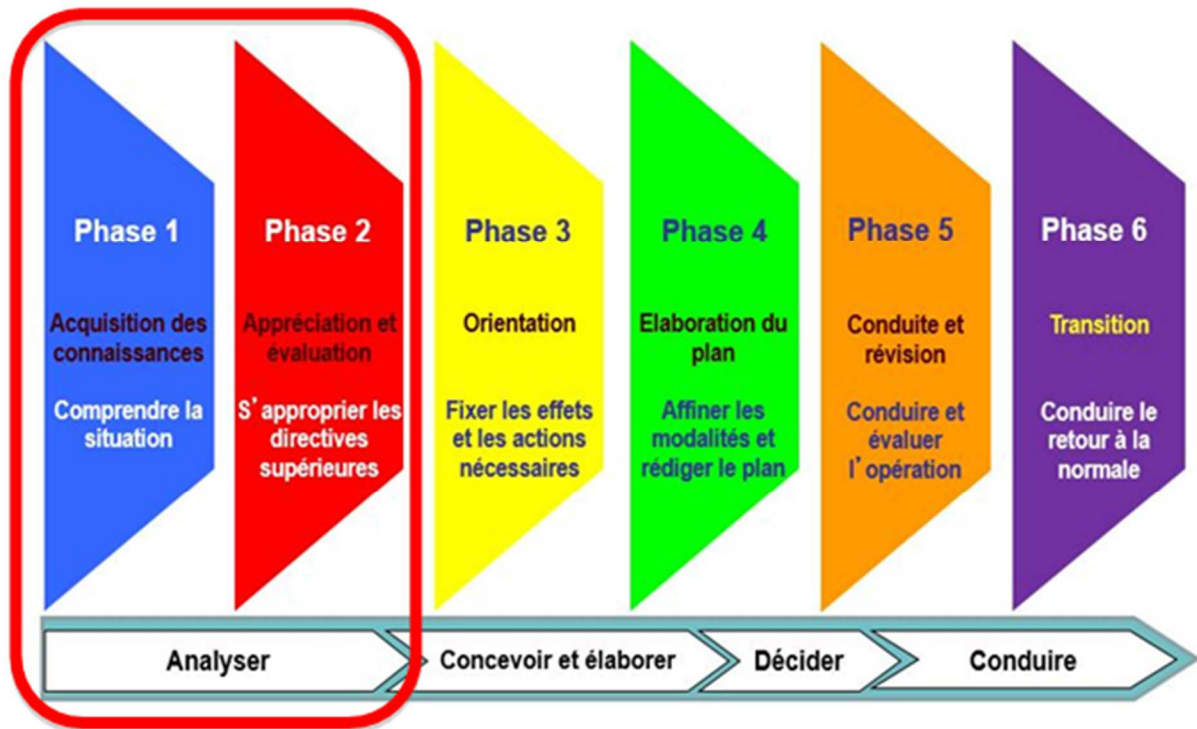 Phase 1
Acquisition des
connaissances
Comprendre la
situation
Phase 2
Appréciation et
évaluation
S'approprier les
directives
supérieures
Phase 3
Orientation
Fixer les effets
et les actions
nécessaires
Phase 4
Elaboration du
plan
Affiner les
modalités et
rédiger le plan
Phase 5
Conduite et
révision
Conduire et
évaluer
l'opération
Phase 6
Transition
Conduire le
retour à la
normale
Analyser
Concevoir et élaborer
Décider
Conduire